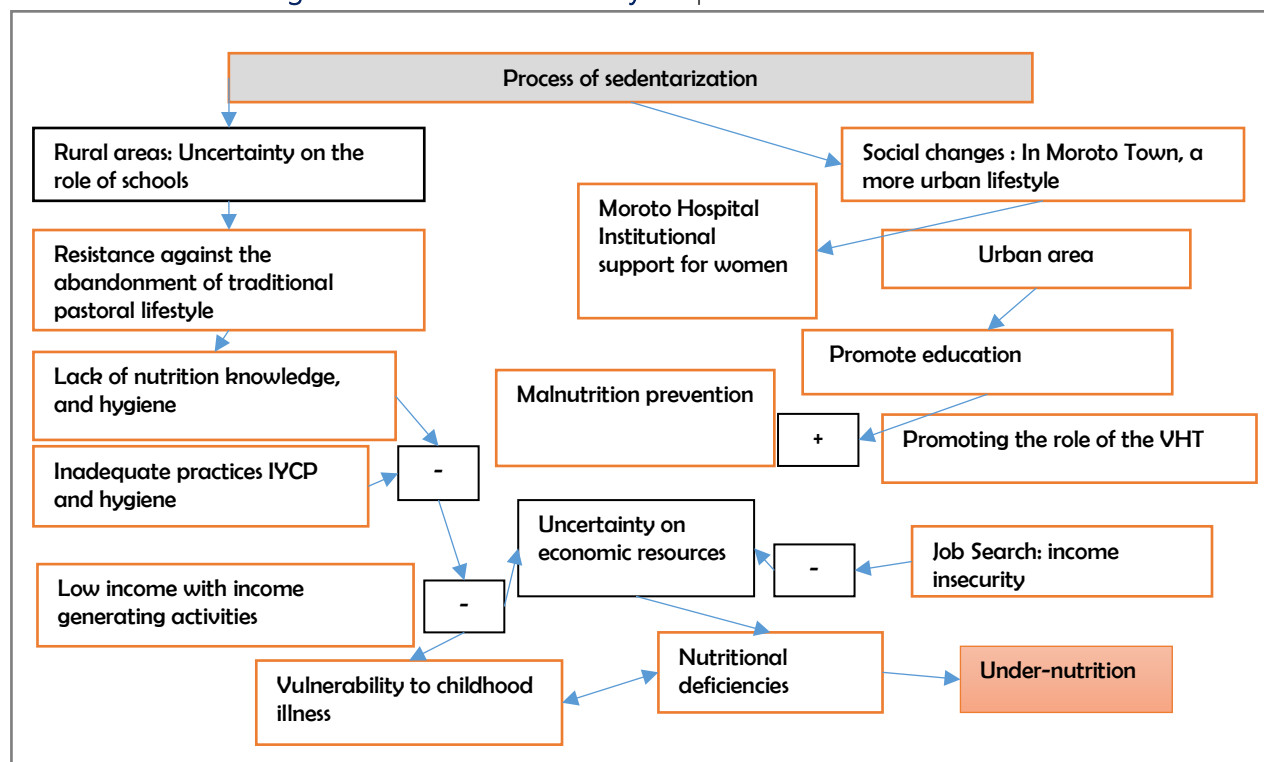 Process of sedentarization
Rural areas: Uncertainty on the
role of schools
Social changes : In Moroto Town, a
more urban lifestyle
Moroto Hospital
Institutional
support for women
Resistance against the
abandonment of traditional
pastoral lifestyle
Urban area
Lack of nutrition knowledge,
and hygiene
Promote education
Malnutrition prevention
+
Promoting the role of the VHT
Inadequate practices IYCP
and hygiene
-
Uncertainty on
economic resources
-
Job Search: income
insecurity
Low income with income
generating activities
-
Vulnerability to childhood
illness
Nutritional
deficiencies
Under-nutrition